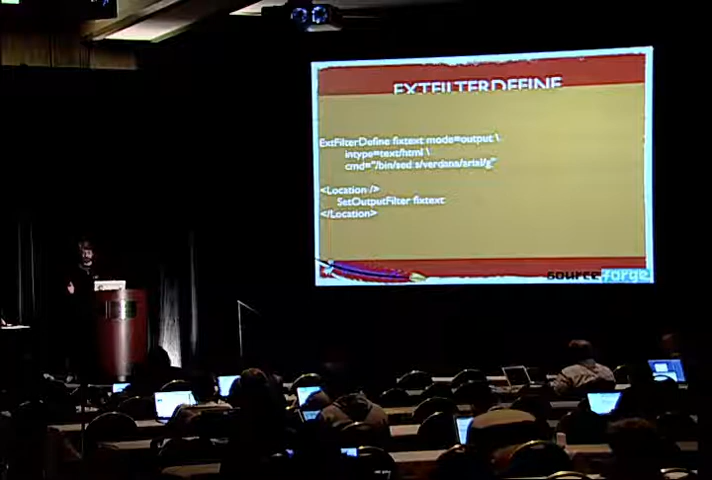 EXTFILTERDEFINE
ExtFilterDefine fixtext mode=output \
intype=text/html \
cmd="/bin/sed s/verdana/arial/g"
<Location />
SetOutputFilter fixtext
</Location>
sourceforge